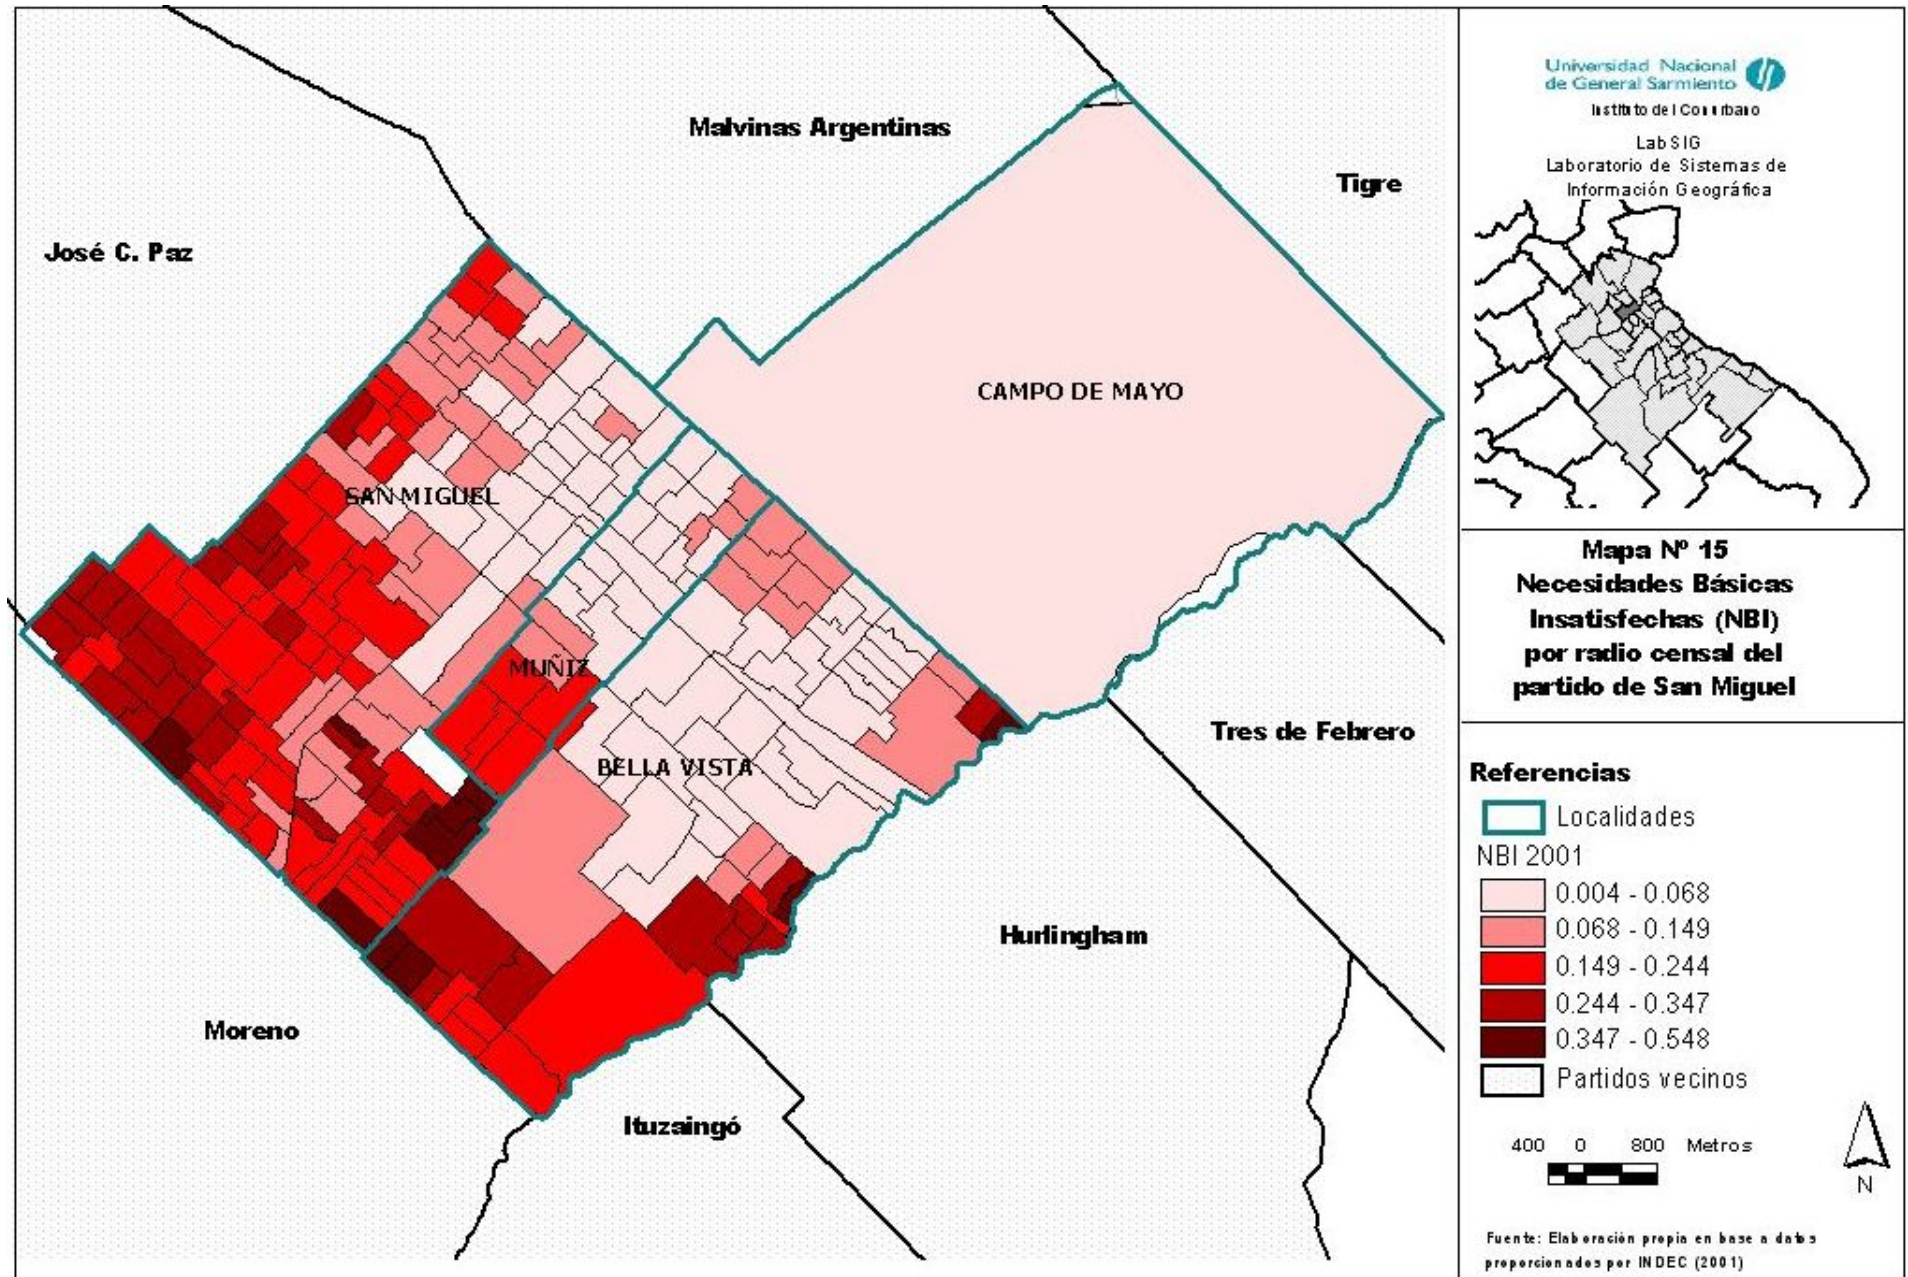 Malvinas Argentinas
Tigre
José C. Paz
CAMPO DE MAYO
SAN MIGUEL
MUÑIZ
BELLA VISTA
Tres de Febrero
Hurlingham
Moreno
Ituzaingó
Universidad Nacional
de General Sarmiento
Instituto del Conurbano
LabSIG
Laboratorio de Sistemas de
Información Geográfica
Mapa Nº 15
Necesidades Básicas
Insatisfechas (NBI)
por radio censal del
partido de San Miguel
Referencias
Localidades
NBI 2001
0.004 - 0.068
0.068 - 0.149
0.149 - 0.244
0.244 - 0.347
0.347 - 0.548
Partidos vecinos
400 0 800 Metros
N
Fuente: Elaboración propia en base a datos
proporcionados por INDEC (2001)